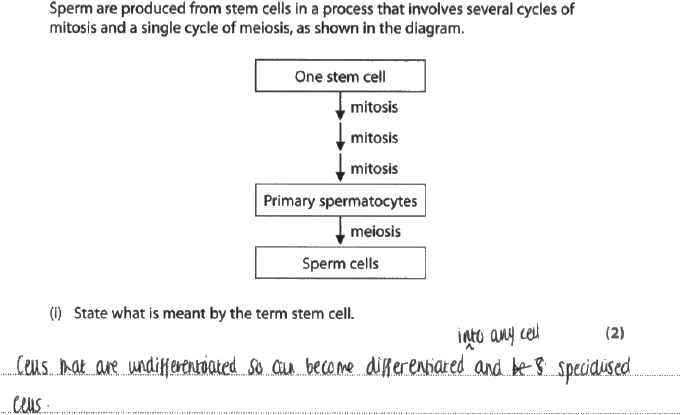 Sperm are produced from stem cells in a process that involves several cycles of
mitosis and a single cycle of meiosis, as shown in the diagram.
One stem cell
mitosis
mitosis
mitosis
Primary spermatocytes
meiosis
Sperm cells
(i) State what is meant by the term stem cell.
into any cell (2)
Cells that are undifferentiated so can become differentiated and specialised
cells.